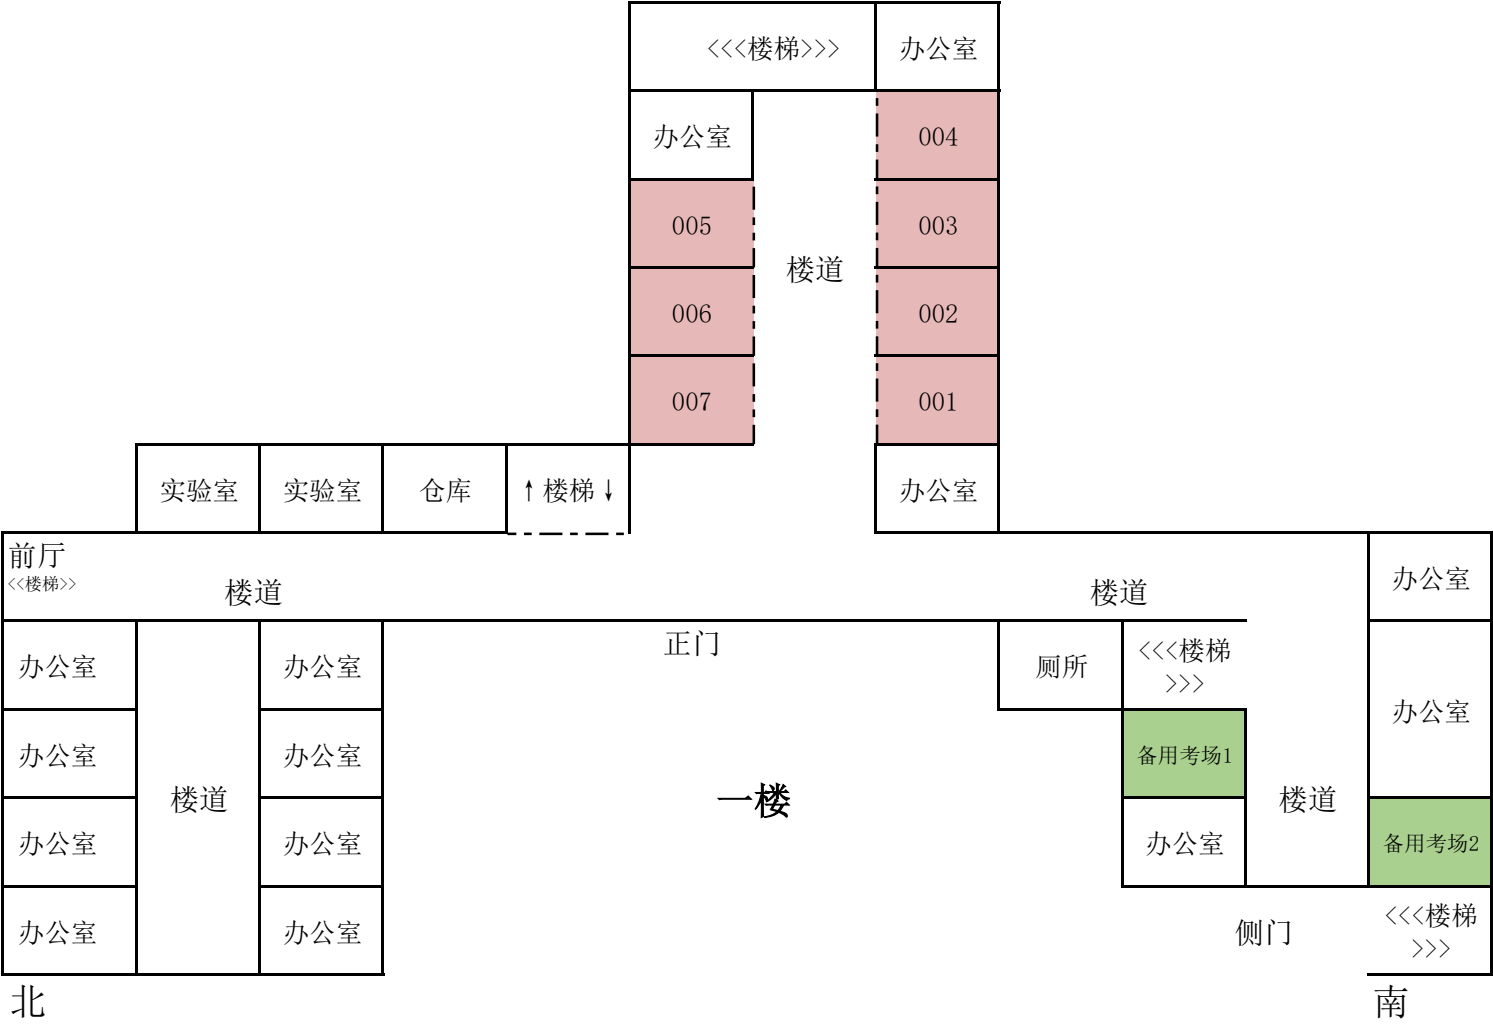 <<<楼梯>>>
办公室
办公室
004
005
003
楼道
006
002
007
001
实验室
实验室
仓库
↑楼梯↓
办公室
前厅
<<楼梯>>
楼道
楼道
办公室
正门
办公室
办公室
厕所
<<<楼梯
>>>
办公室
办公室
办公室
备用考场1
楼道
一楼
楼道
办公室
办公室
办公室
备用考场2
办公室
办公室
侧门
<<<楼梯
>>>
北
南